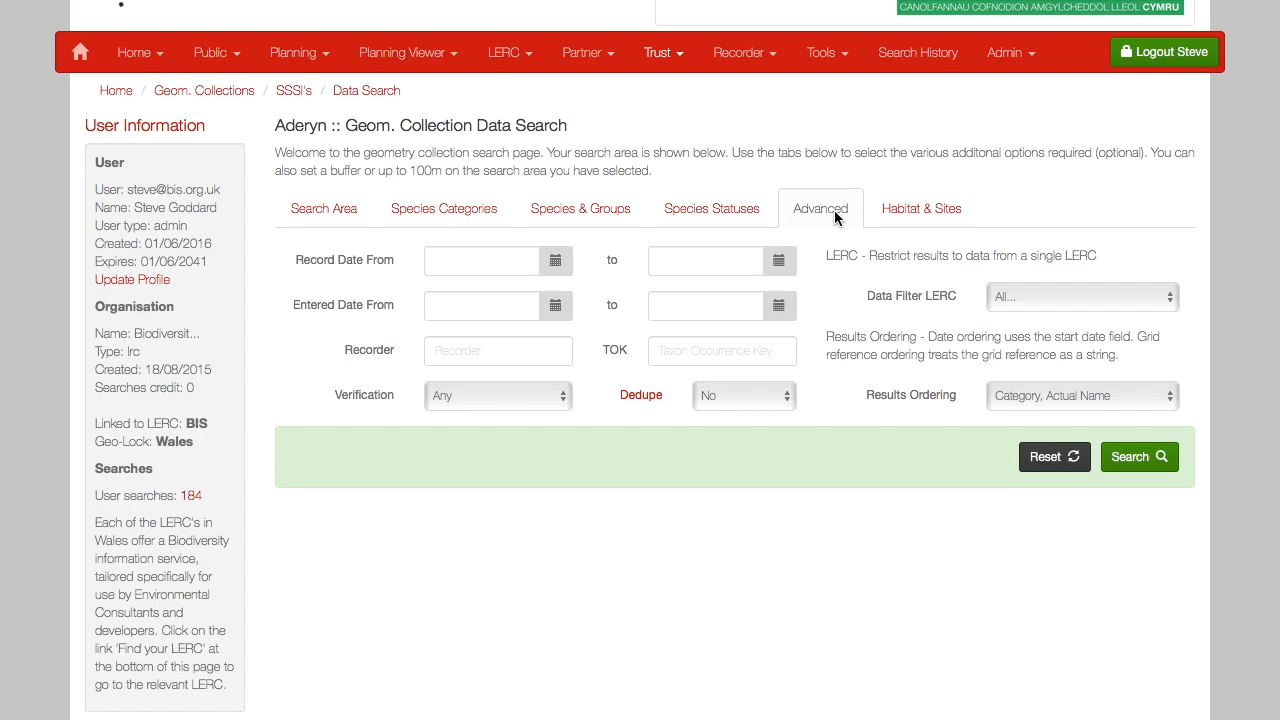 CANOLFANNAU COFNODION AMGYLCHEDDOL LLEOL CYMRU
Home Public Planning Planning Viewer LERC Partner Trust Recorder Tools Search History Admin Logout Steve
Home / Geom. Collections / SSSI's / Data Search
User Information
User
User: steve@bis.org.uk
Name: Steve Goddard
User type: admin
Created: 01/06/2016
Expires: 01/06/2041
Update Profile
Organisation
Name: Biodiversit...
Type: lrc
Created: 18/08/2015
Searches credit: 0
Linked to LERC: BIS
Geo-Lock: Wales
Searches
User searches: 184
Each of the LERC's in
Wales offer a Biodiversity
information service,
tailored specifically for
use by Environmental
Consultants and
developers. Click on the
link 'Find your LERC' at
the bottom of this page to
go to the relevant LERC.
Aderyn :: Geom. Collection Data Search
Welcome to the geometry collection search page. Your search area is shown below. Use the tabs below to select the various additonal options required (optional). You can
also set a buffer or up to 100m on the search area you have selected.
Search Area Species Categories Species & Groups Species Statuses Advanced Habitat & Sites
Record Date From to
Entered Date From to
Recorder Recorder TOK Taxon Occurrence Key
Verification Any Dedupe No
LERC - Restrict results to data from a single LERC
Data Filter LERC All...
Results Ordering - Date ordering uses the start date field. Grid
reference ordering treats the grid reference as a string.
Results Ordering Category, Actual Name
Reset Search